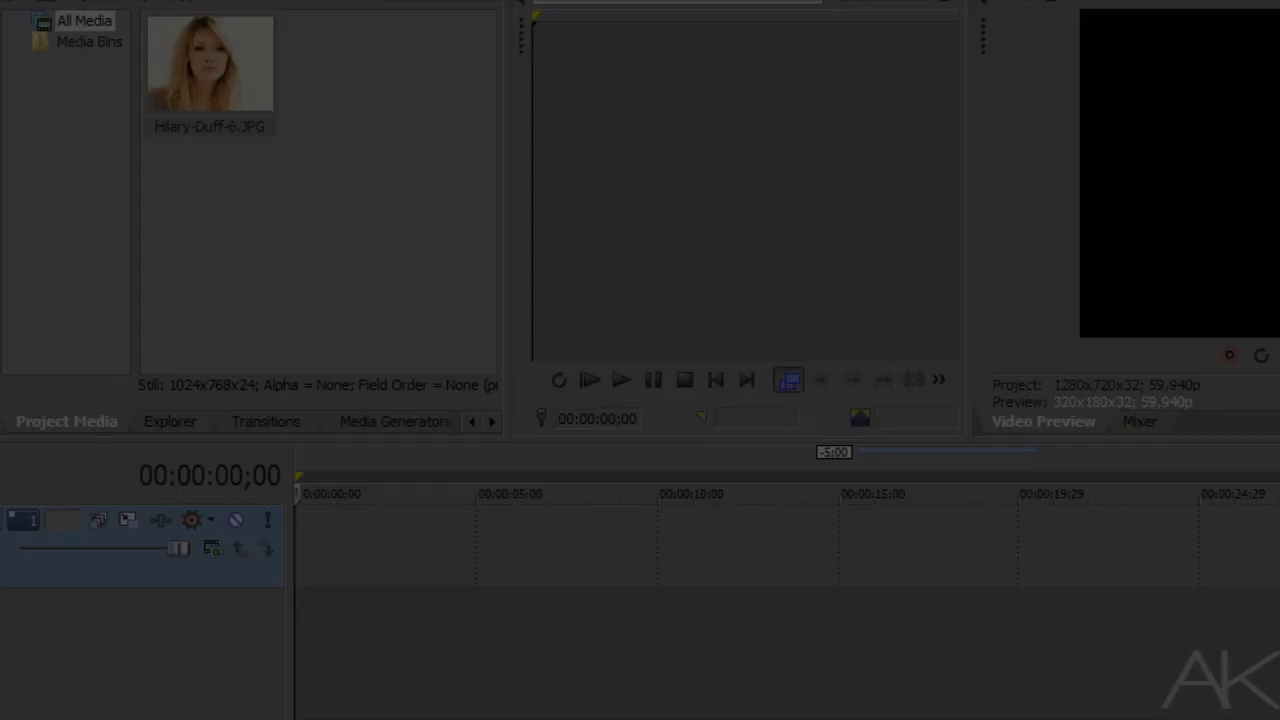 All Media
Media Bins
Hilary-Duff-6.JPG
Still: 1024x768x24; Alpha = None; Field Order = None (pi
Project Media Explorer Transitions Media Generators
00:00:00;00
Project: 1280x720x32; 59,940p
Preview: 320x180x32; 59,940p
Video Preview Mixer
-5:00
00:00:00;00
0:00:00;00 00:00:05;00 00:00:10;00 00:00:15;00 00:00:19;29 00:00:24;29
1
AK